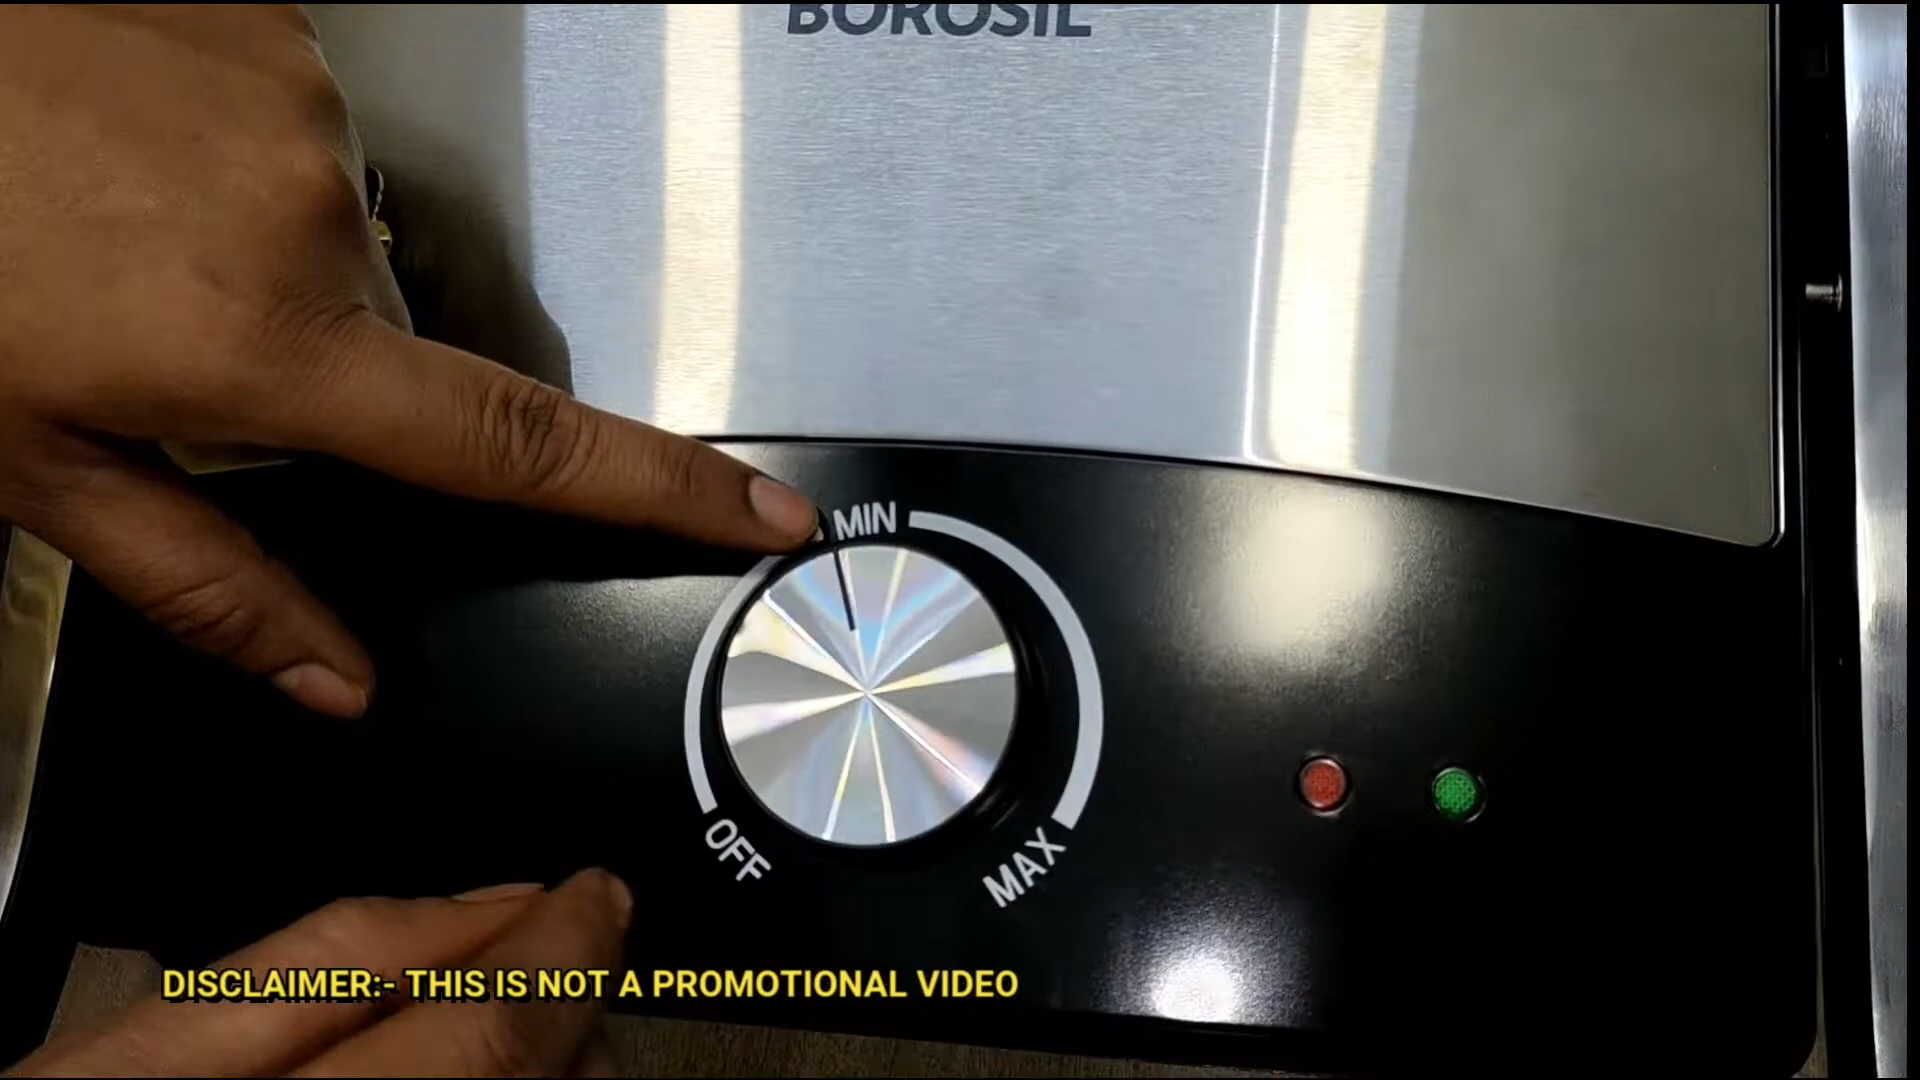 BOROSIL
MIN
OFF
MAX
DISCLAIMER:- THIS IS NOT A PROMOTIONAL VIDEO